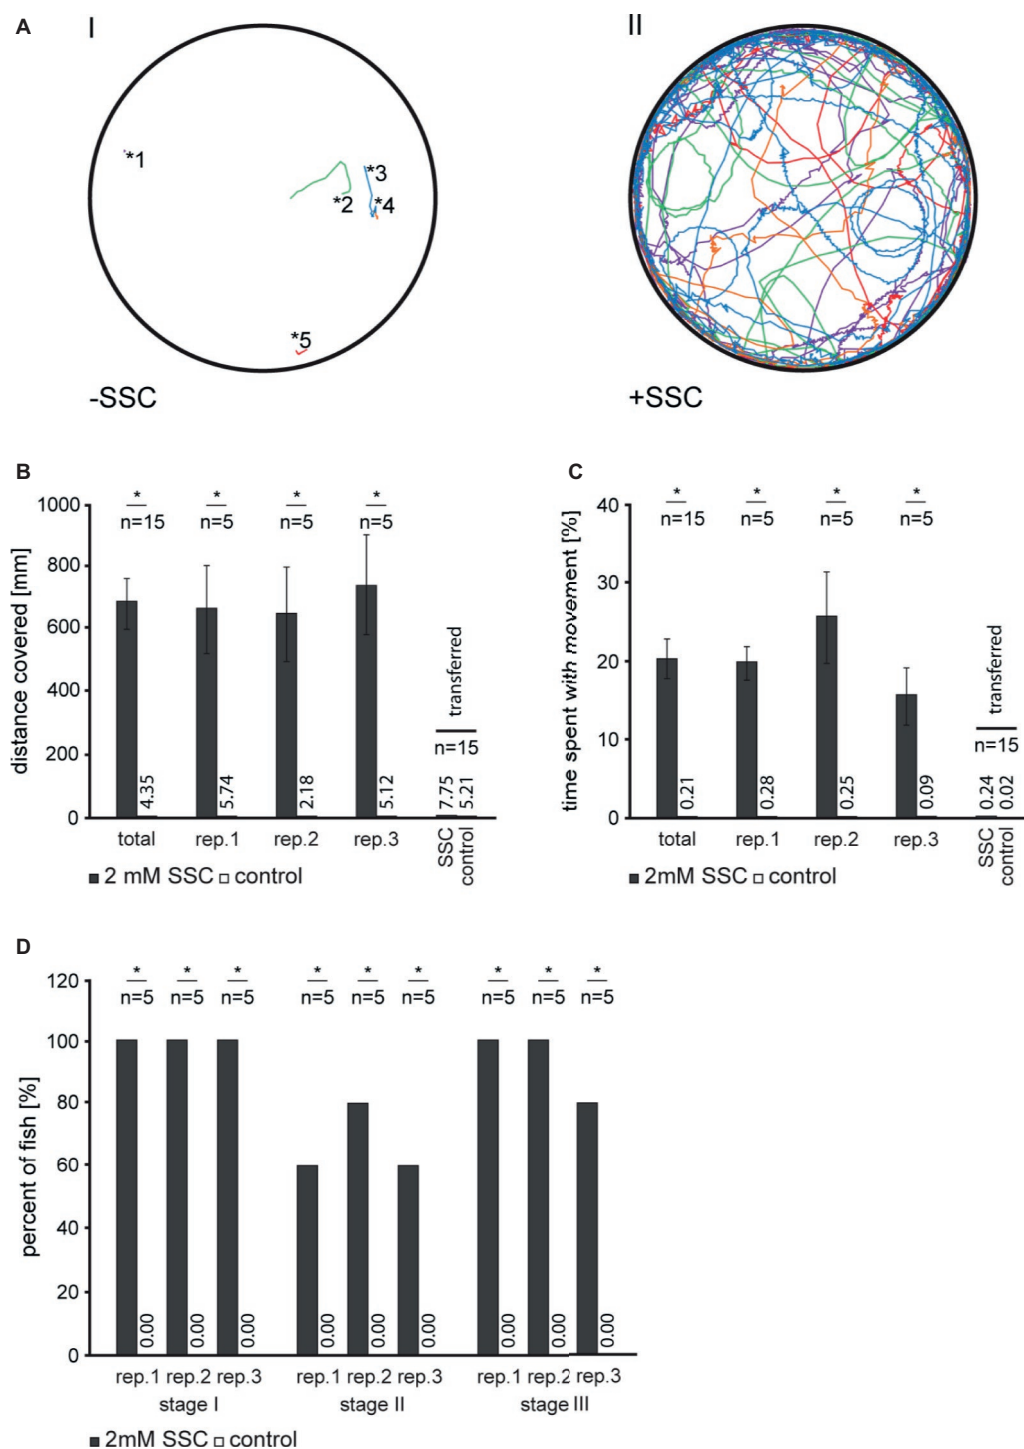 A
I
II
*1
*2
*3
*4
*5
-SSC
+SSC
B
distance covered [mm]
1000
800
600
400
200
0
* * * *
n=15 n=5 n=5 n=5
transferred
n=15
4.35 5.74 2.18 5.12 7.75 5.21
total rep.1 rep.2 rep.3 SSC control
2 mM SSC control
C
time spent with movement [%]
40
30
20
10
0
* * * *
n=15 n=5 n=5 n=5
transferred
n=15
0.21 0.28 0.25 0.09 0.24 0.02
total rep.1 rep.2 rep.3 SSC control
2mM SSC control
D
percent of fish [%]
120
100
80
60
40
20
0
* * * * * * * * *
n=5 n=5 n=5 n=5 n=5 n=5 n=5 n=5 n=5
0.00 0.00 0.00 0.00 0.00 0.00 0.00 0.00 0.00
rep.1 rep.2 rep.3 rep.1 rep.2 rep.3 rep.1 rep.2 rep.3
stage I stage II stage III
2mM SSC control